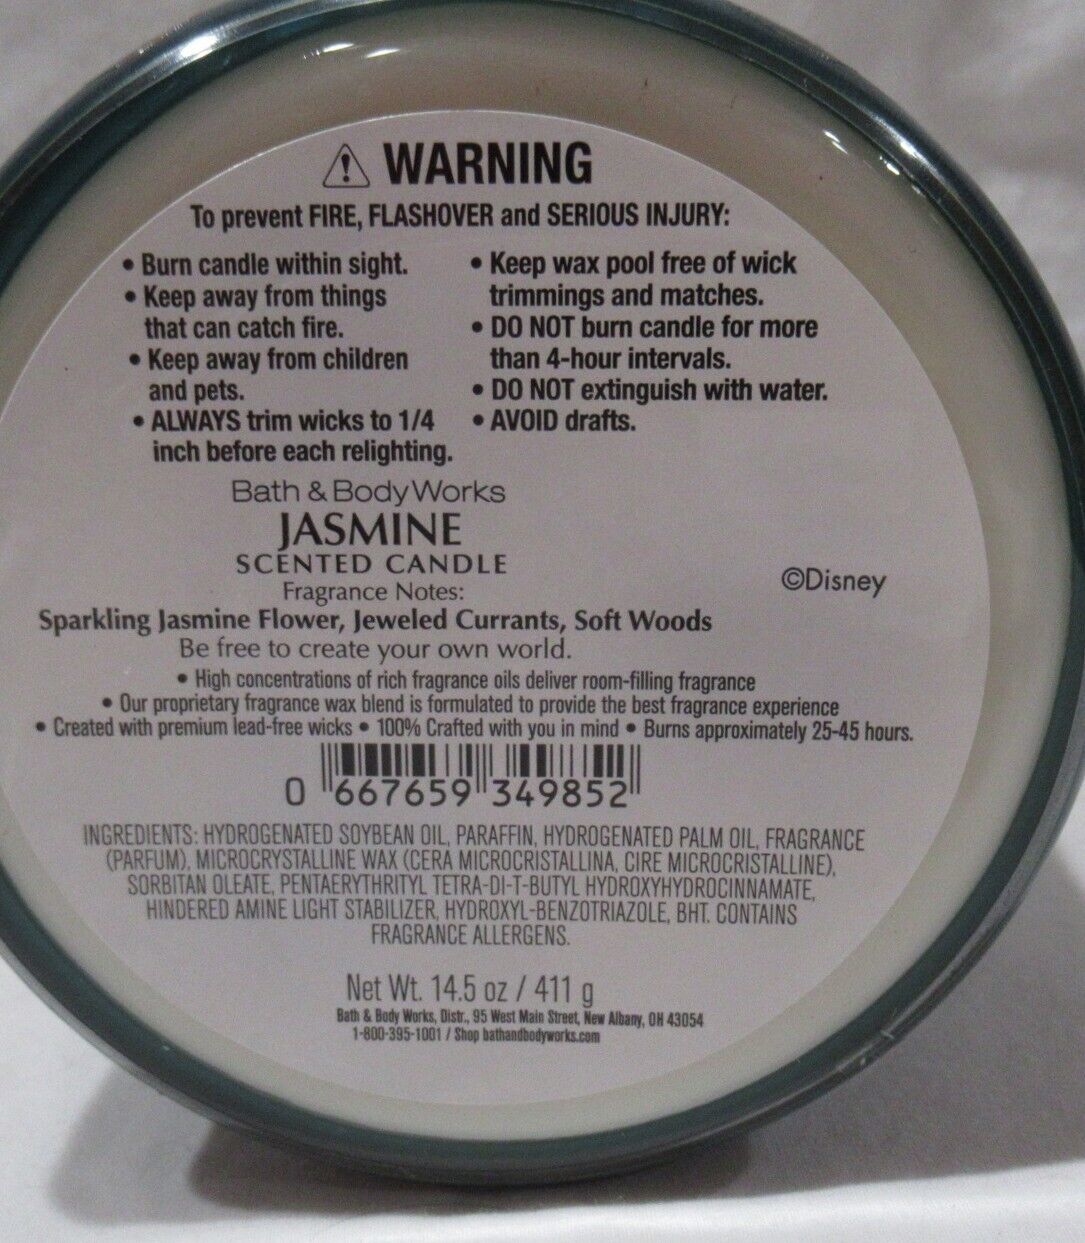 WARNING
To prevent FIRE, FLASHOVER and SERIOUS INJURY:
• Burn candle within sight.
• Keep away from things
that can catch fire.
• Keep away from children
and pets.
• ALWAYS trim wicks to 1/4
inch before each relighting.
• Keep wax pool free of wick
trimmings and matches.
• DO NOT burn candle for more
than 4-hour intervals.
• DO NOT extinguish with water.
• AVOID drafts.
Bath & Body Works
JASMINE
SCENTED CANDLE
©Disney
Fragrance Notes:
Sparkling Jasmine Flower, Jeweled Currants, Soft Woods
Be free to create your own world.
• High concentrations of rich fragrance oils deliver room-filling fragrance
• Our proprietary fragrance wax blend is formulated to provide the best fragrance experience
• Created with premium lead-free wicks • 100% Crafted with you in mind • Burns approximately 25-45 hours.
0 667659 349852
INGREDIENTS: HYDROGENATED SOYBEAN OIL, PARAFFIN, HYDROGENATED PALM OIL, FRAGRANCE
(PARFUM), MICROCRYSTALLINE WAX (CERA MICROCRISTALLINA, CIRE MICROCRISTALLINE),
SORBITAN OLEATE, PENTAERYTHRITYL TETRA-DI-T-BUTYL HYDROXYHYDROCINNAMATE,
HINDERED AMINE LIGHT STABILIZER, HYDROXYL-BENZOTRIAZOLE, BHT. CONTAINS
FRAGRANCE ALLERGENS.
Net Wt. 14.5 oz / 411 g
Bath & Body Works, Distr., 95 West Main Street, New Albany, OH 43054
1-800-395-1001 / Shop bathandbodyworks.com